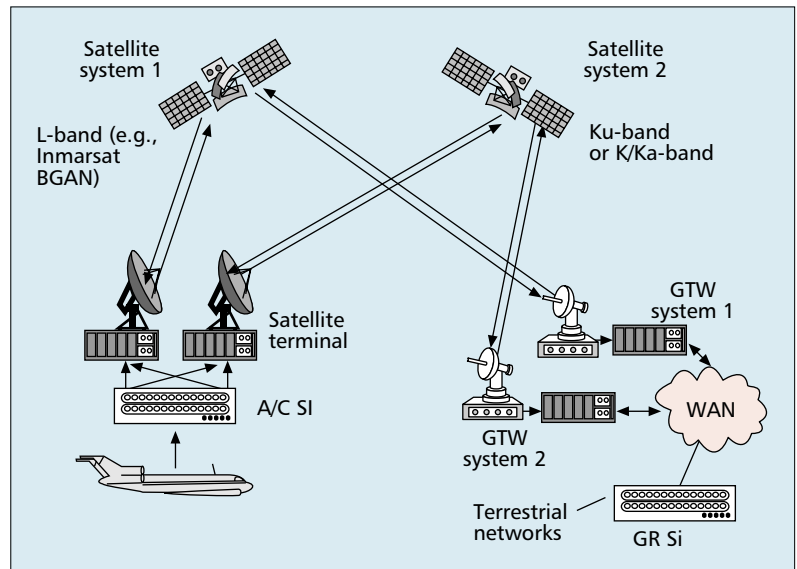 Satellite
system 1
Satellite
system 2
L-band (e.g.,
Inmarsat
BGAN)
Ku-band
or K/Ka-band
Satellite
terminal
GTW
system 1
A/C SI
GTW
system 2
WAN
Terrestrial
networks
GR Si